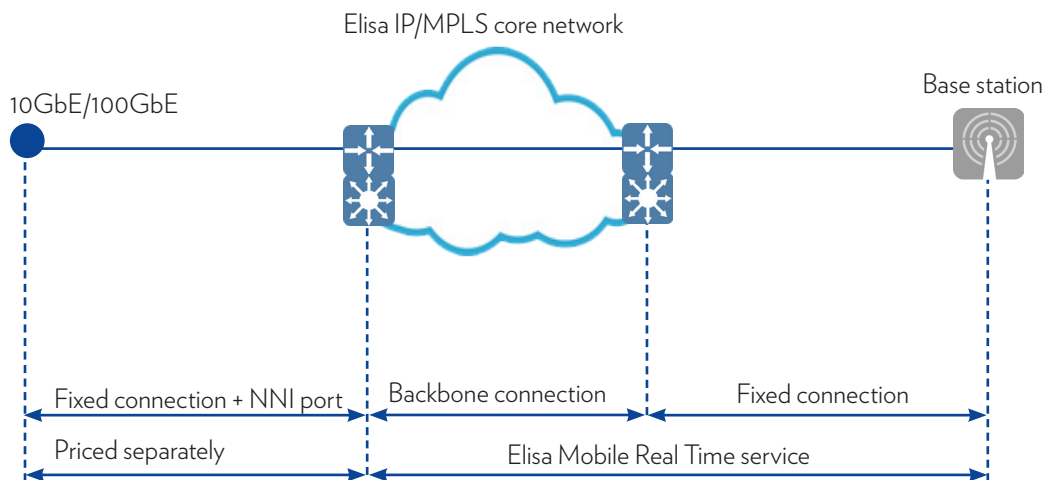 Elisa IP/MPLS core network
Base station
10GbE/100GbE
Fixed connection + NNI port
Backbone connection
Fixed connection
Priced separately
Elisa Mobile Real Time service